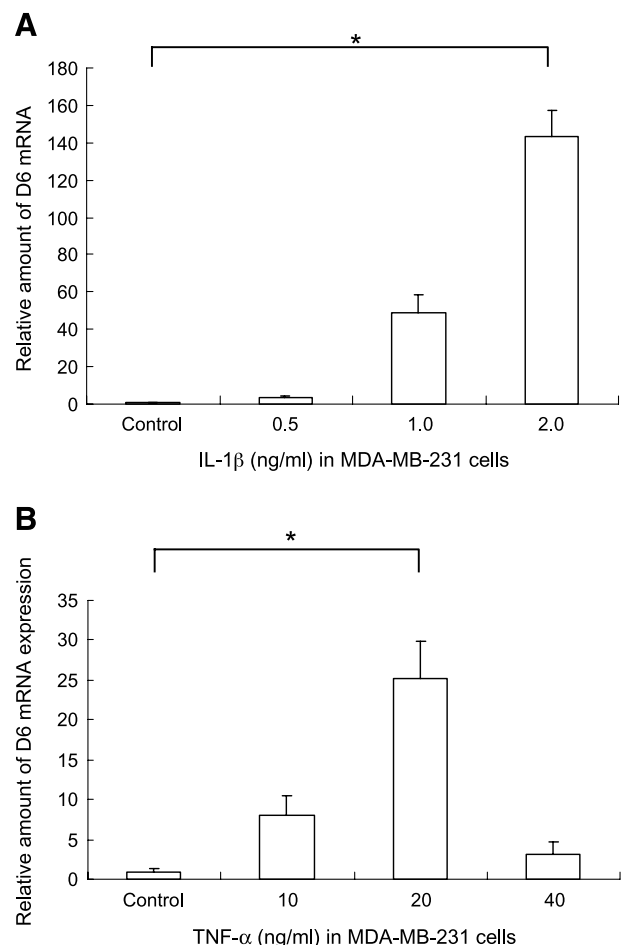 A
*
Relative amount of D6 mRNA
180
160
140
120
100
80
60
40
20
0
Control 0.5 1.0 2.0
IL-1β (ng/ml) in MDA-MB-231 cells
B
*
Relative amount of D6 mRNA expression
35
30
25
20
15
10
5
0
Control 10 20 40
TNF-α (ng/ml) in MDA-MB-231 cells